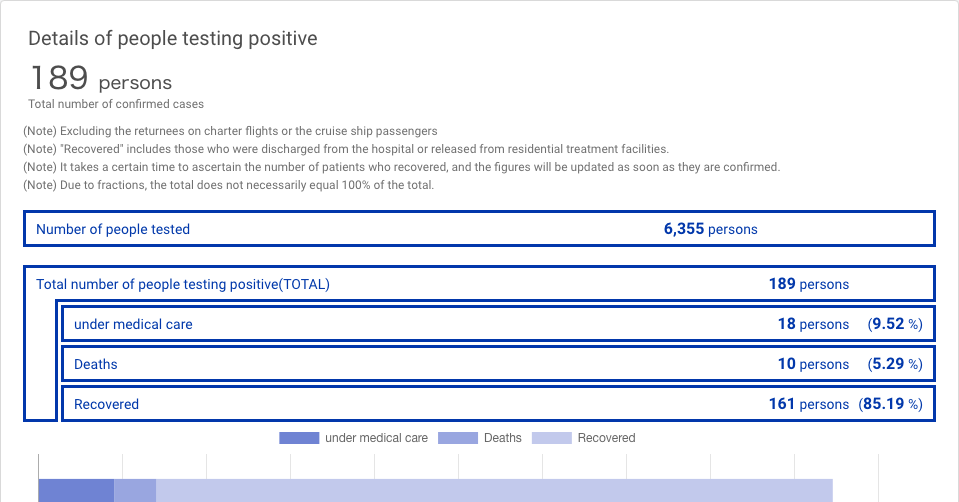 Details of people testing positive
189 persons
Total number of confirmed cases
(Note) Excluding the returnees on charter flights or the cruise ship passengers
(Note) "Recovered" includes those who were discharged from the hospital or released from residential treatment facilities.
(Note) It takes a certain time to ascertain the number of patients who recovered, and the figures will be updated as soon as they are confirmed.
(Note) Due to fractions, the total does not necessarily equal 100% of the total.
Number of people tested 6,355 persons
Total number of people testing positive(TOTAL) 189 persons
under medical care 18 persons (9.52 %)
Deaths 10 persons (5.29 %)
Recovered 161 persons (85.19 %)
under medical care Deaths Recovered